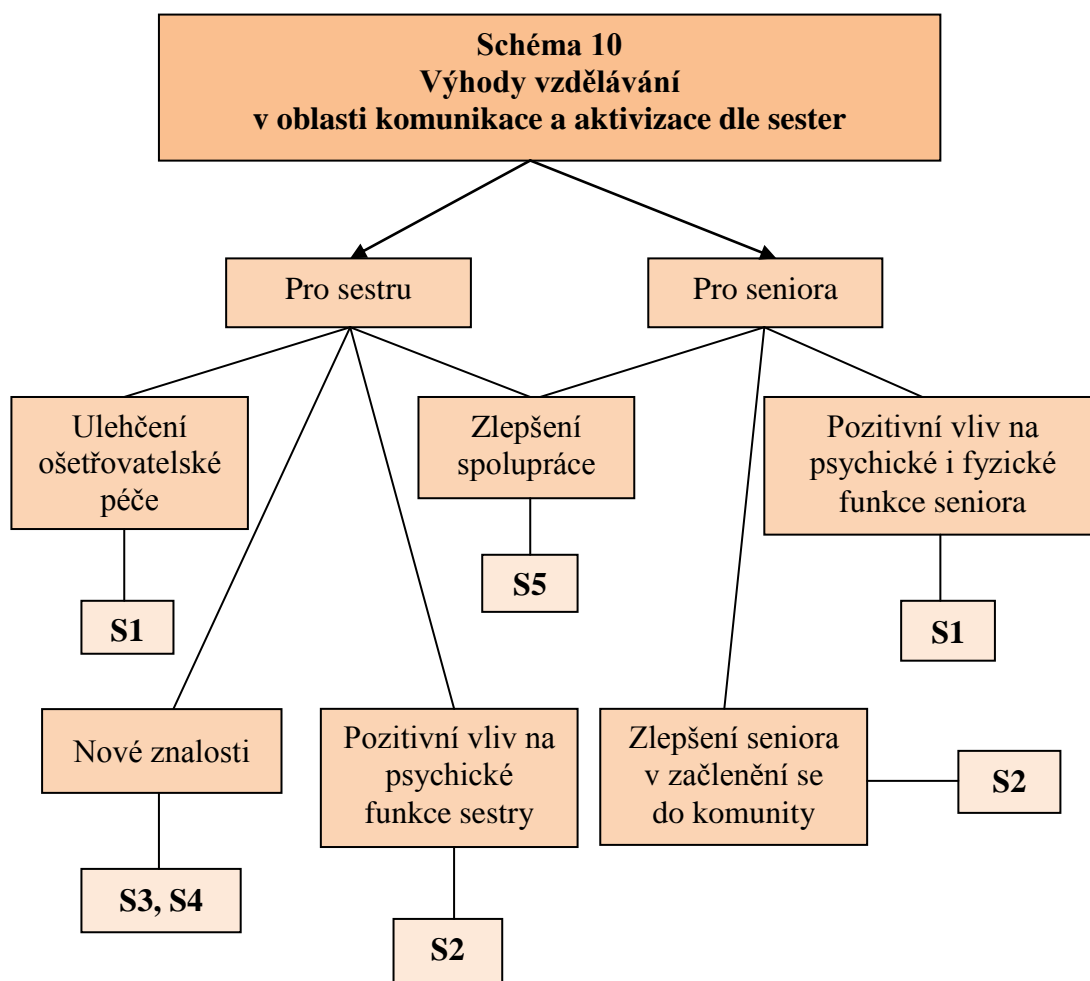 Schéma 10
Výhody vzdělávání
v oblasti komunikace a aktivizace dle sester
Pro sestru
Pro seniora
Ulehčení
ošetřovatelské
péče
Zlepšení
spolupráce
Pozitivní vliv na
psychické i fyzické
funkce seniora
S1
S5
S1
Nové znalosti
Pozitivní vliv na
psychické
funkce sestry
Zlepšení seniora
v začlenění se
do komunity
S2
S3, S4
S2